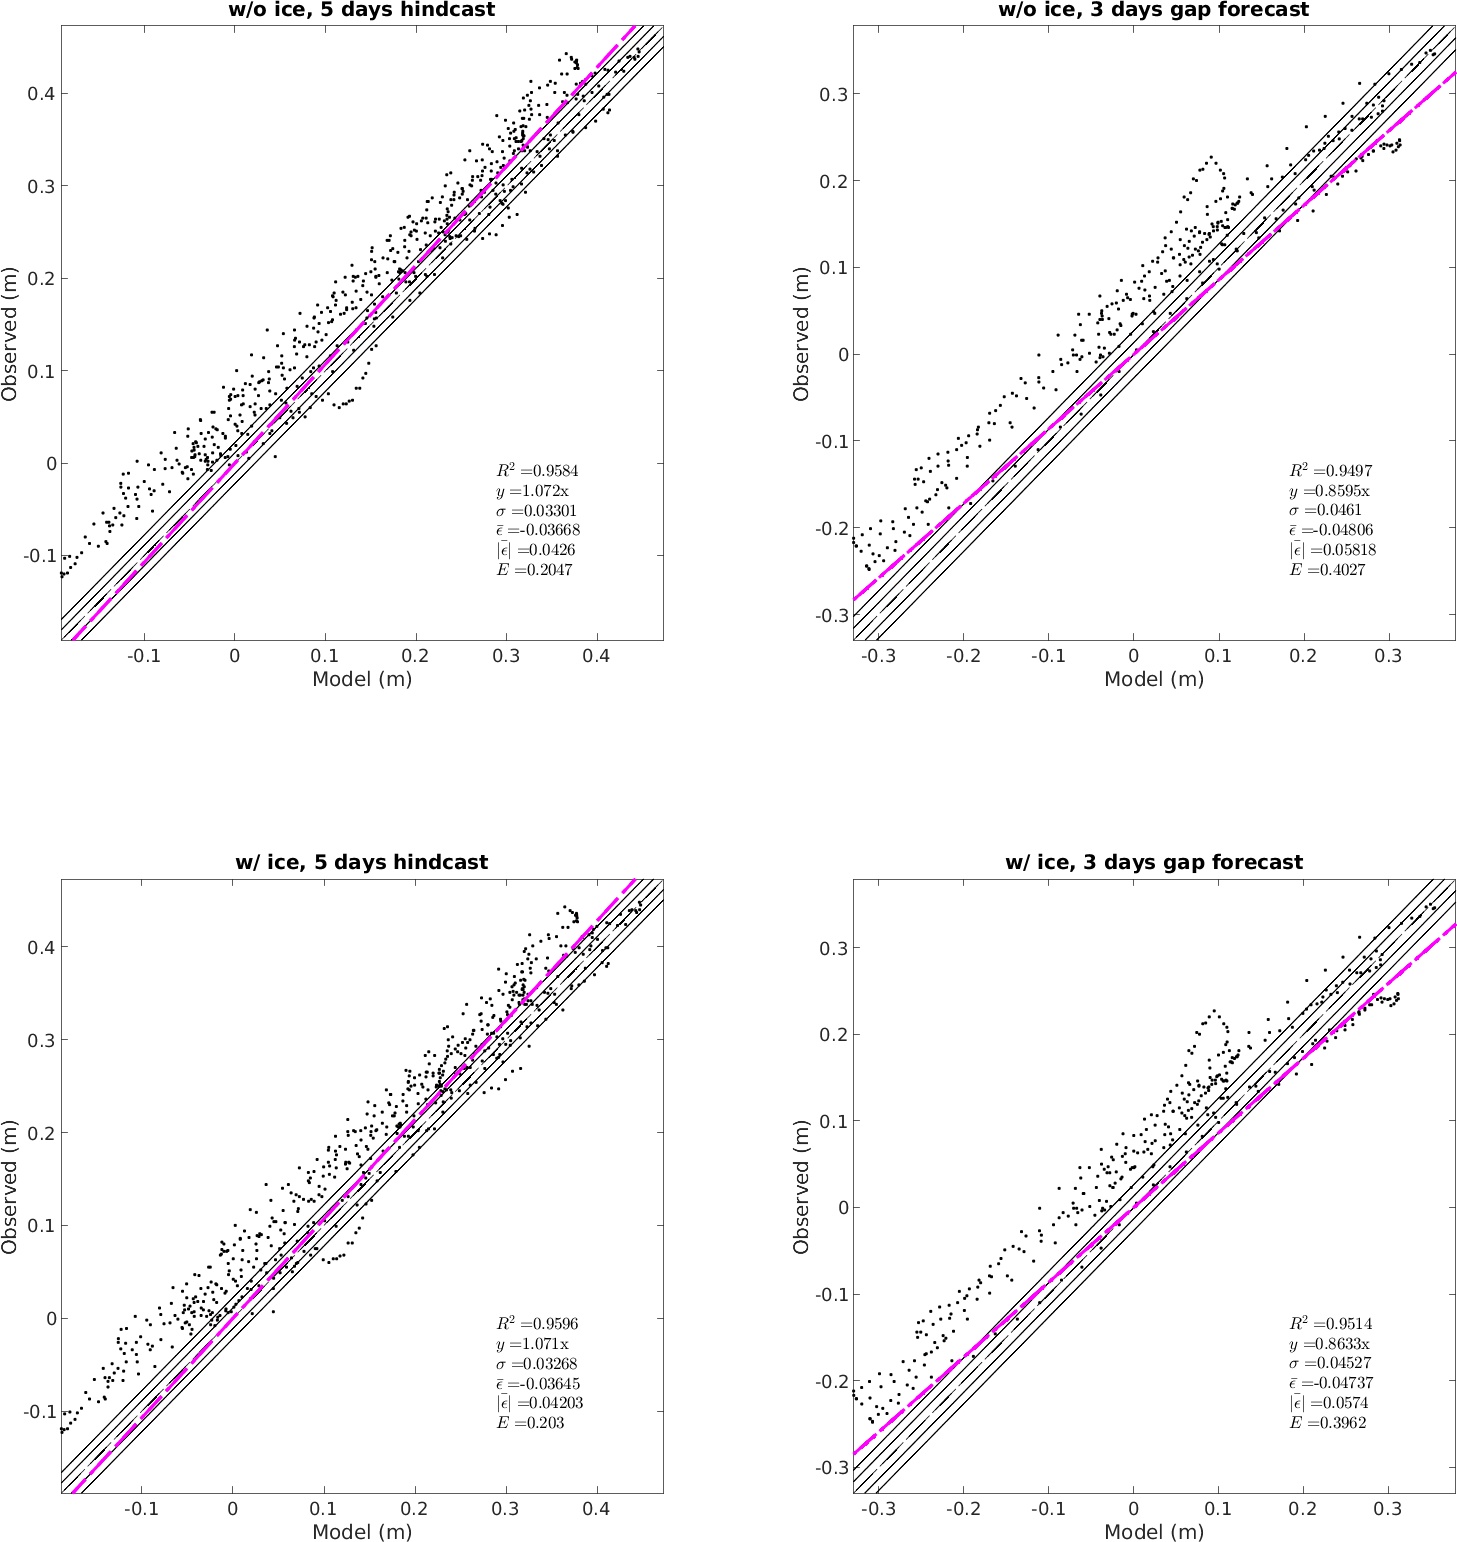 w/o ice, 5 days hindcast
0.4
0.3
0.2
0.1
0
-0.1
Observed (m)
R² =0.9584
y =1.072x
σ =0.03301
ε̄ =-0.03668
|ε̄| =0.0426
E =0.2047
-0.1 0 0.1 0.2 0.3 0.4
Model (m)
w/o ice, 3 days gap forecast
0.3
0.2
0.1
0
-0.1
-0.2
-0.3
Observed (m)
R² =0.9497
y =0.8595x
σ =0.0461
ε̄ =-0.04806
|ε̄| =0.05818
E =0.4027
-0.3 -0.2 -0.1 0 0.1 0.2 0.3
Model (m)
w/ ice, 5 days hindcast
0.4
0.3
0.2
0.1
0
-0.1
Observed (m)
R² =0.9596
y =1.071x
σ =0.03268
ε̄ =-0.03645
|ε̄| =0.04203
E =0.203
-0.1 0 0.1 0.2 0.3 0.4
Model (m)
w/ ice, 3 days gap forecast
0.3
0.2
0.1
0
-0.1
-0.2
-0.3
Observed (m)
R² =0.9514
y =0.8633x
σ =0.04527
ε̄ =-0.04737
|ε̄| =0.0574
E =0.3962
-0.3 -0.2 -0.1 0 0.1 0.2 0.3
Model (m)